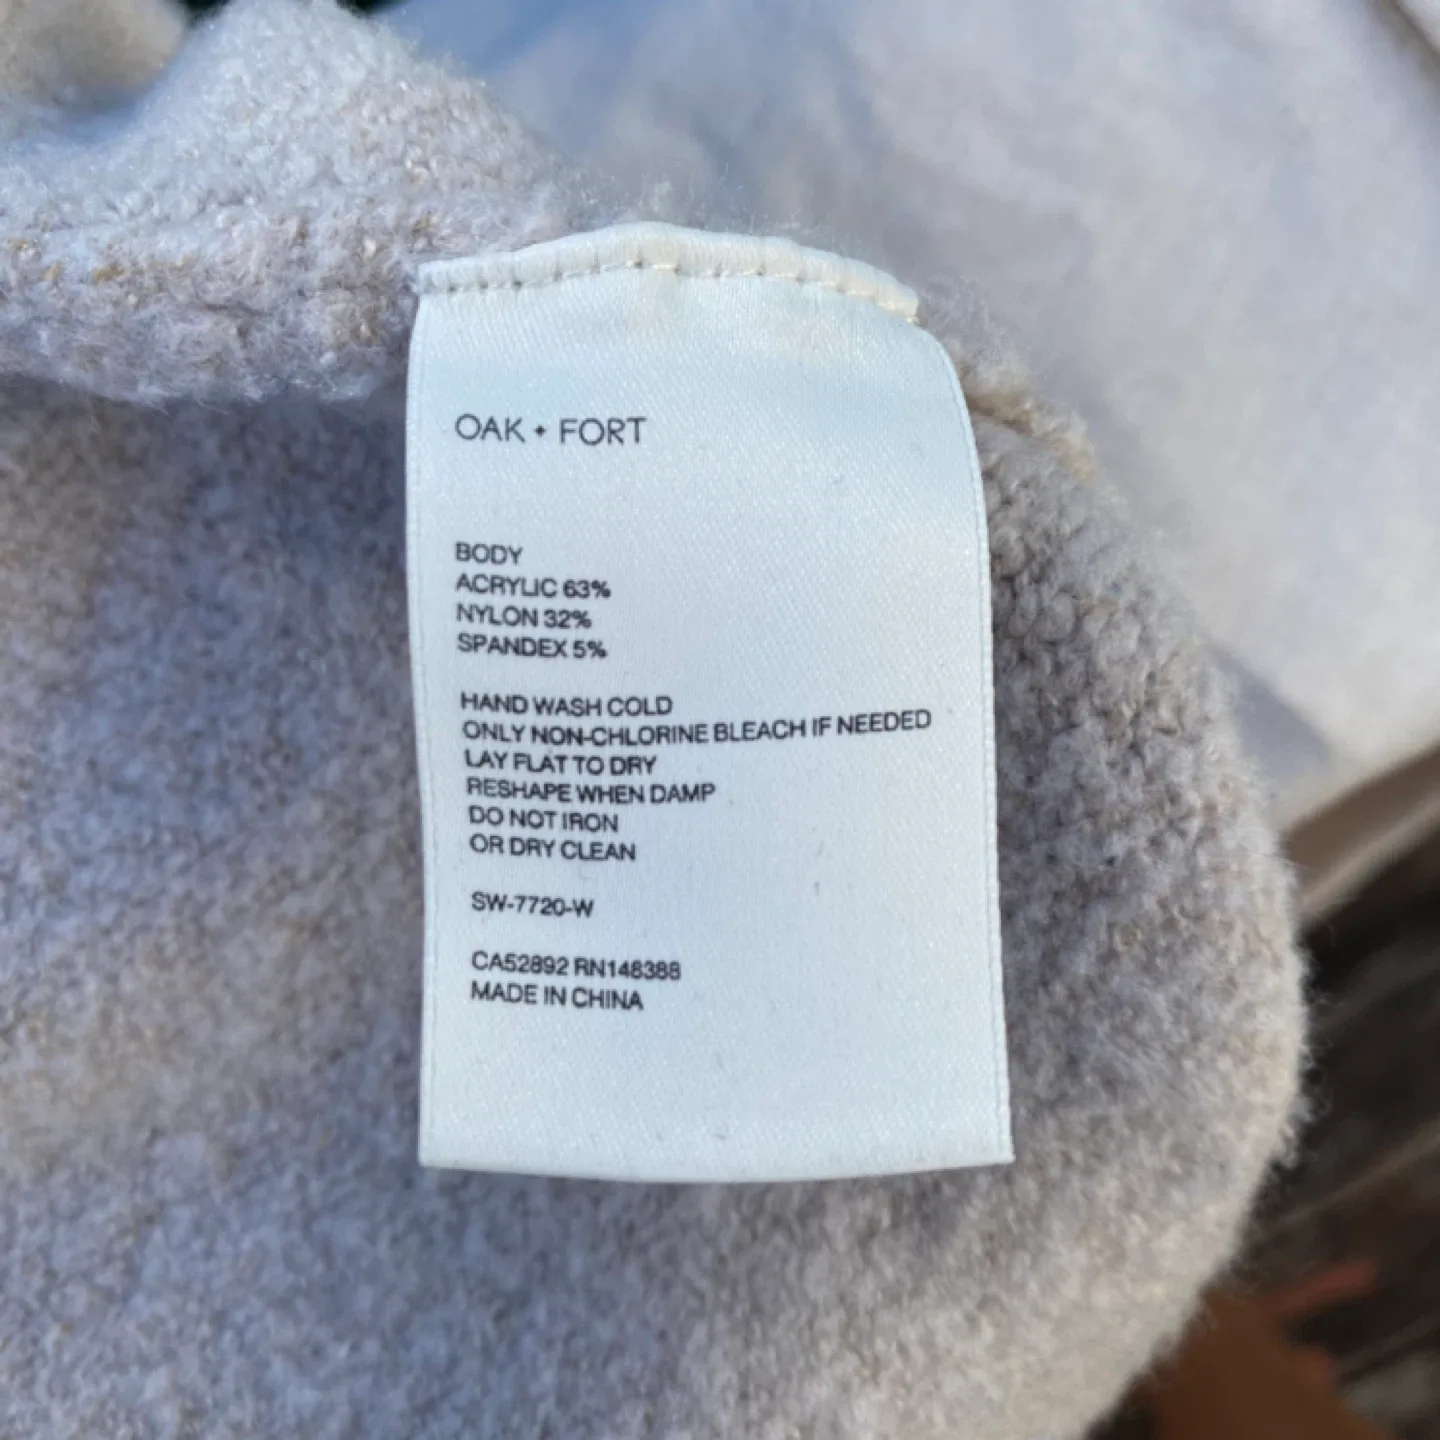 OAK + FORT
BODY
ACRYLIC 63%
NYLON 32%
SPANDEX 5%
HAND WASH COLD
ONLY NON-CHLORINE BLEACH IF NEEDED
LAY FLAT TO DRY
RESHAPE WHEN DAMP
DO NOT IRON
OR DRY CLEAN
SW-7720-W
CA52892 RN148388
MADE IN CHINA